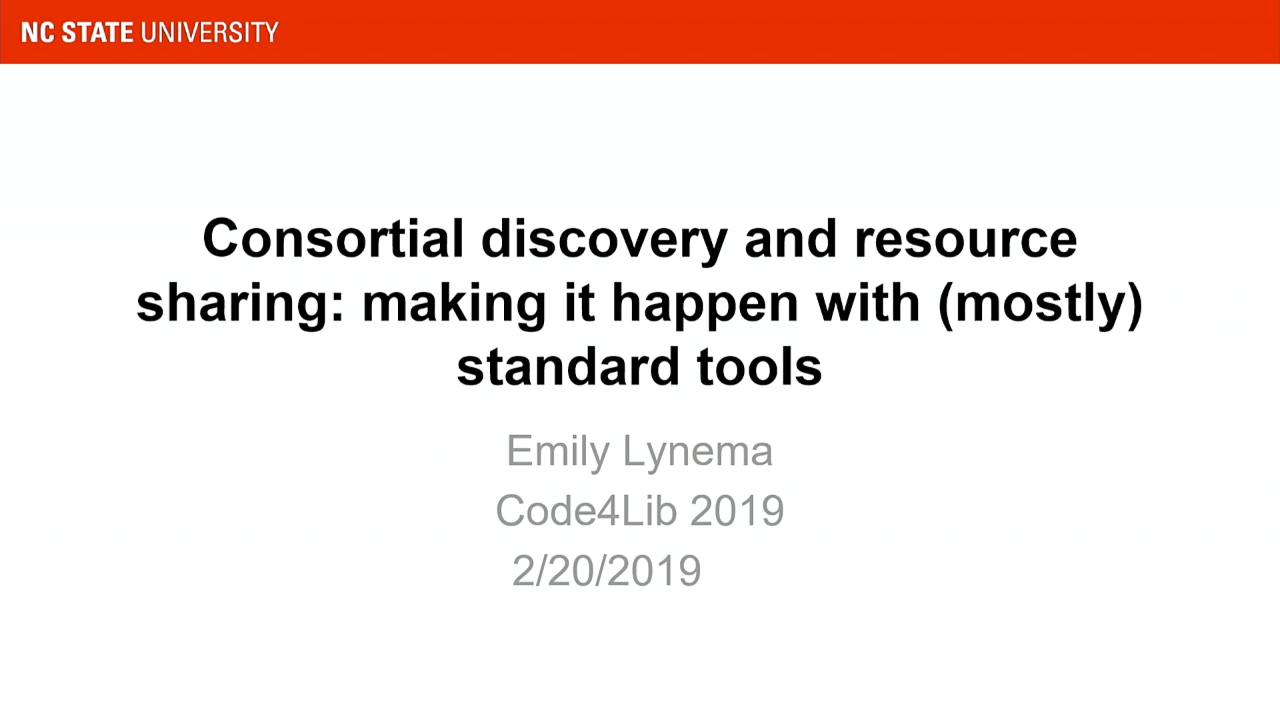 NC STATE UNIVERSITY
Consortial discovery and resource
sharing: making it happen with (mostly)
standard tools
Emily Lynema
Code4Lib 2019
2/20/2019